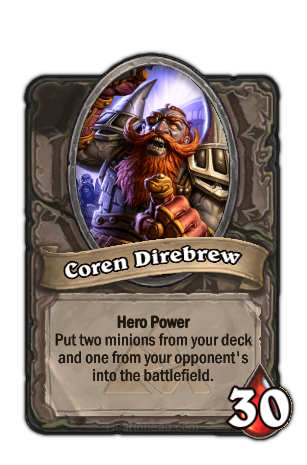 Coren Direbrew
Hero Power
Put two minions from your deck
and one from your opponent's
into the battlefield.
30